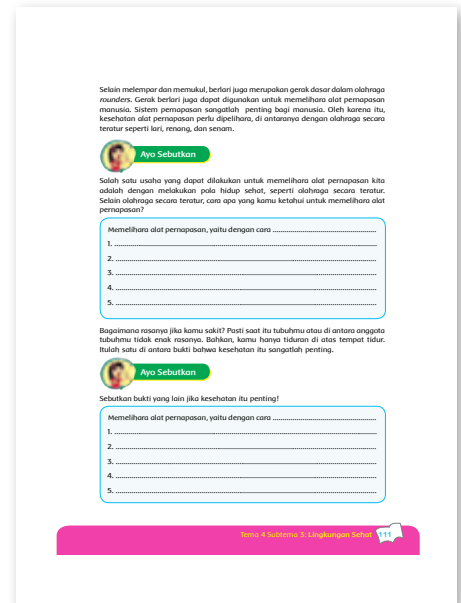 Selain melempar dan memukul, berlari juga merupakan gerak dasar dalam olahraga
rounders. Gerak berlari juga dapat digunakan untuk memelihara alat pernapasan
manusia. Sistem pernapasan sangatlah penting bagi manusia. Oleh karena itu,
kesehatan alat pernapasan perlu dipelihara, di antaranya dengan olahraga secara
teratur seperti lari, renang, dan senam.
Ayo Sebutkan
Salah satu usaha yang dapat dilakukan untuk memelihara alat pernapasan kita
adalah dengan melakukan pola hidup sehat, seperti olahraga secara teratur.
Selain olahraga secara teratur, cara apa yang kamu ketahui untuk memelihara alat
pernapasan?
Memelihara alat pernapasan, yaitu dengan cara ........................................
1. ....................................................................................................
2. ....................................................................................................
3. ....................................................................................................
4. ....................................................................................................
5. ....................................................................................................
Bagaimana rasanya jika kamu sakit? Pasti saat itu tubuhmu atau di antara anggota
tubuhmu tidak enak rasanya. Bahkan, kamu hanya tiduran di atas tempat tidur.
Itulah satu di antara bukti bahwa kesehatan itu sangatlah penting.
Ayo Sebutkan
Sebutkan bukti yang lain jika kesehatan itu penting!
Memelihara alat pernapasan, yaitu dengan cara ........................................
1. ....................................................................................................
2. ....................................................................................................
3. ....................................................................................................
4. ....................................................................................................
5. ....................................................................................................
Tema 4 Subtema 3: Lingkungan Sehat 111